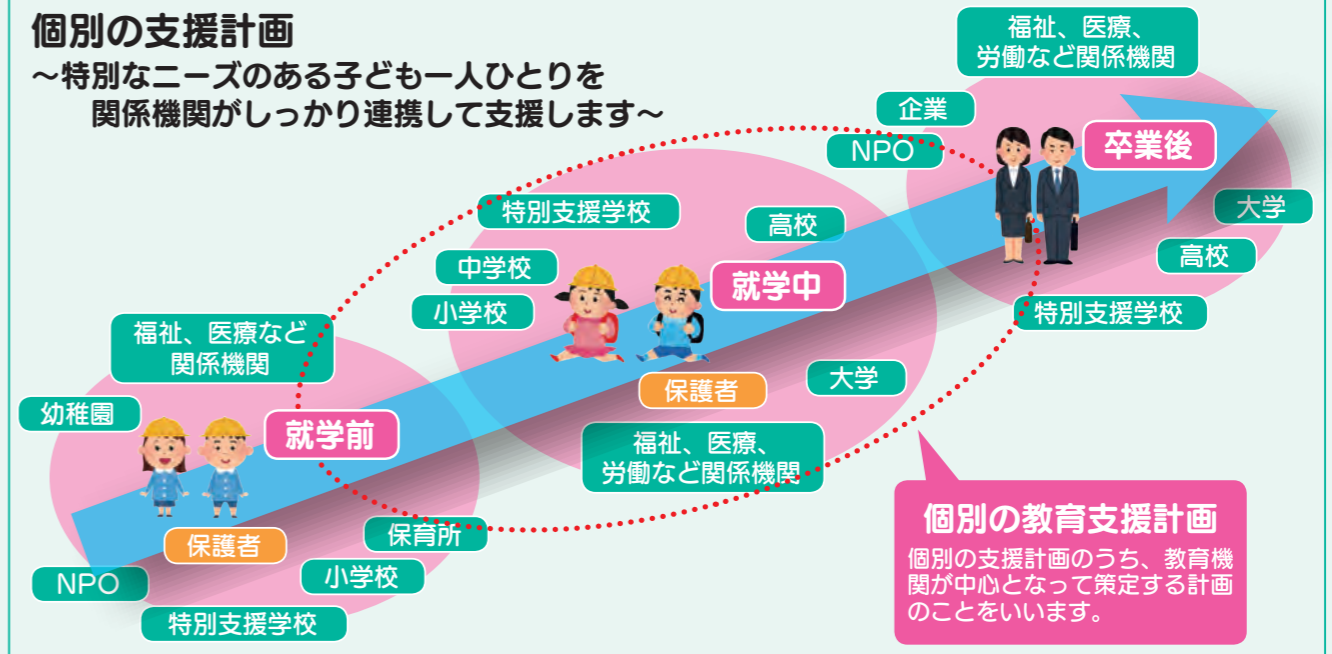 個別の支援計画
～特別なニーズのある子ども一人ひとりを
関係機関がしっかり連携して支援します～
福祉、医療、
労働など関係機関
企業
NPO
卒業後
大学
高校
特別支援学校
特別支援学校
高校
中学校
小学校
就学中
保護者
大学
福祉、医療、
労働など関係機関
福祉、医療など
関係機関
幼稚園
就学前
保護者
保育所
小学校
NPO
特別支援学校
個別の教育支援計画
個別の支援計画のうち、教育機
関が中心となって策定する計画
のことをいいます。